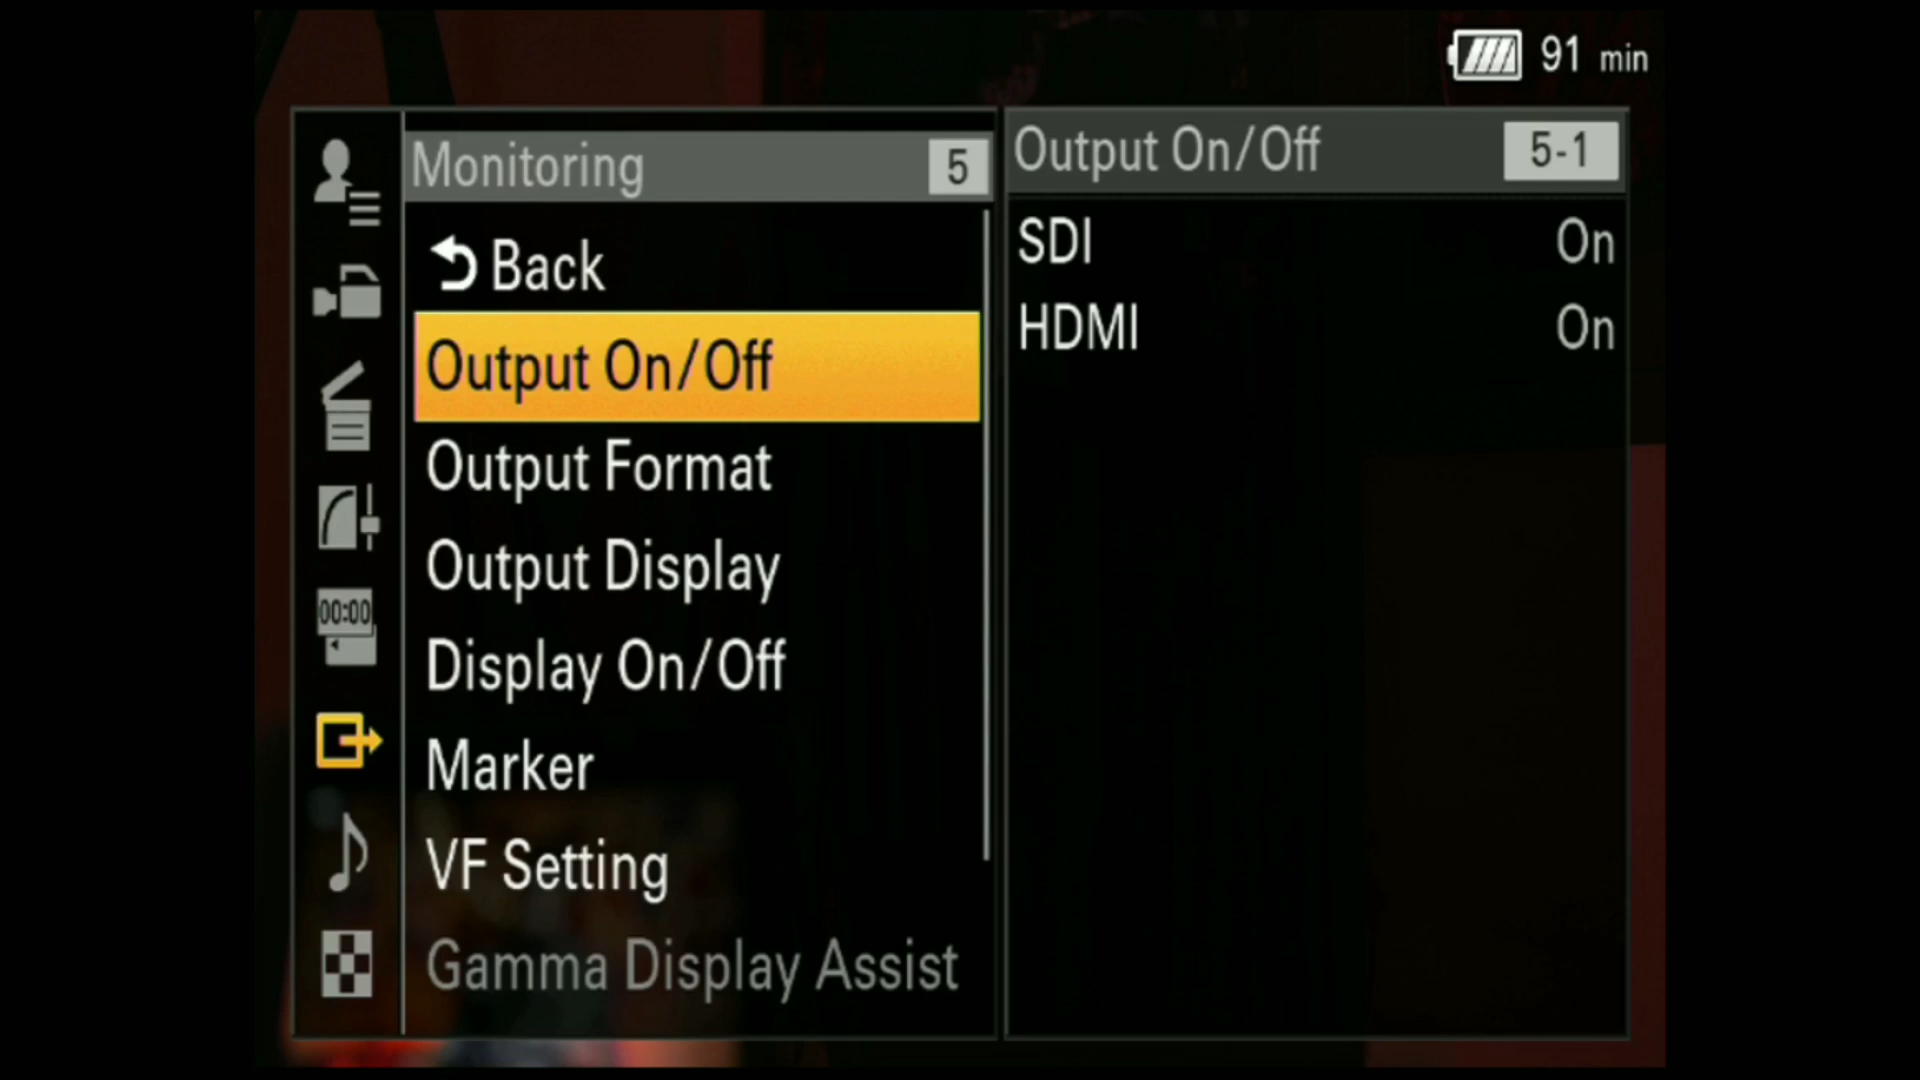 91 min
Monitoring 5
Back
Output On/Off
Output Format
Output Display
Display On/Off
Marker
VF Setting
Gamma Display Assist
00:00
Output On/Off 5-1
SDI On
HDMI On